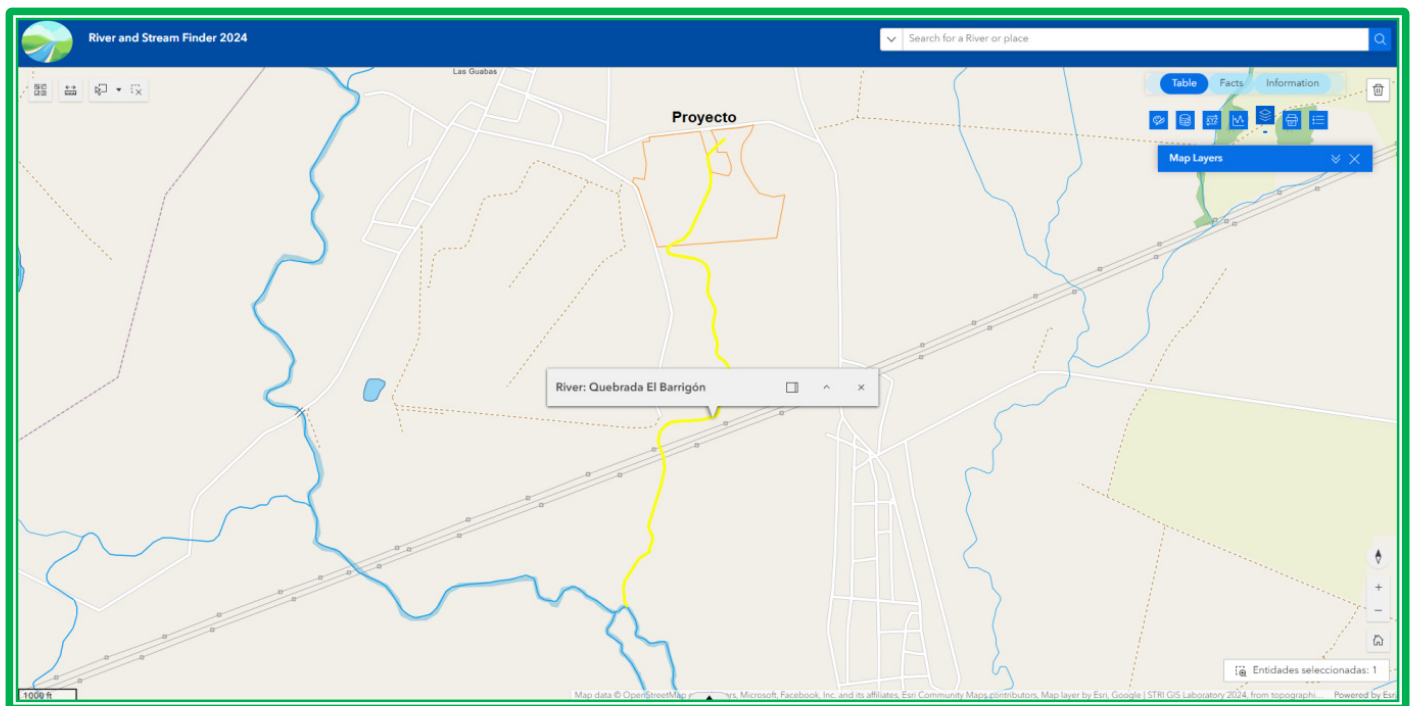 River and Stream Finder 2024
Search for a River or place
Las Guabas
Table
Facts
Information
Proyecto
Map Layers
River: Quebrada El Barrigón
Entidades seleccionadas: 1
1000 ft
Map data © OpenStreetMap rs, Microsoft, Facebook, Inc. and its affiliates, Esri Community Maps contributors, Map layer by Esri, Google | STRI GIS Laboratory 2024, from topographi... Powered by Esri